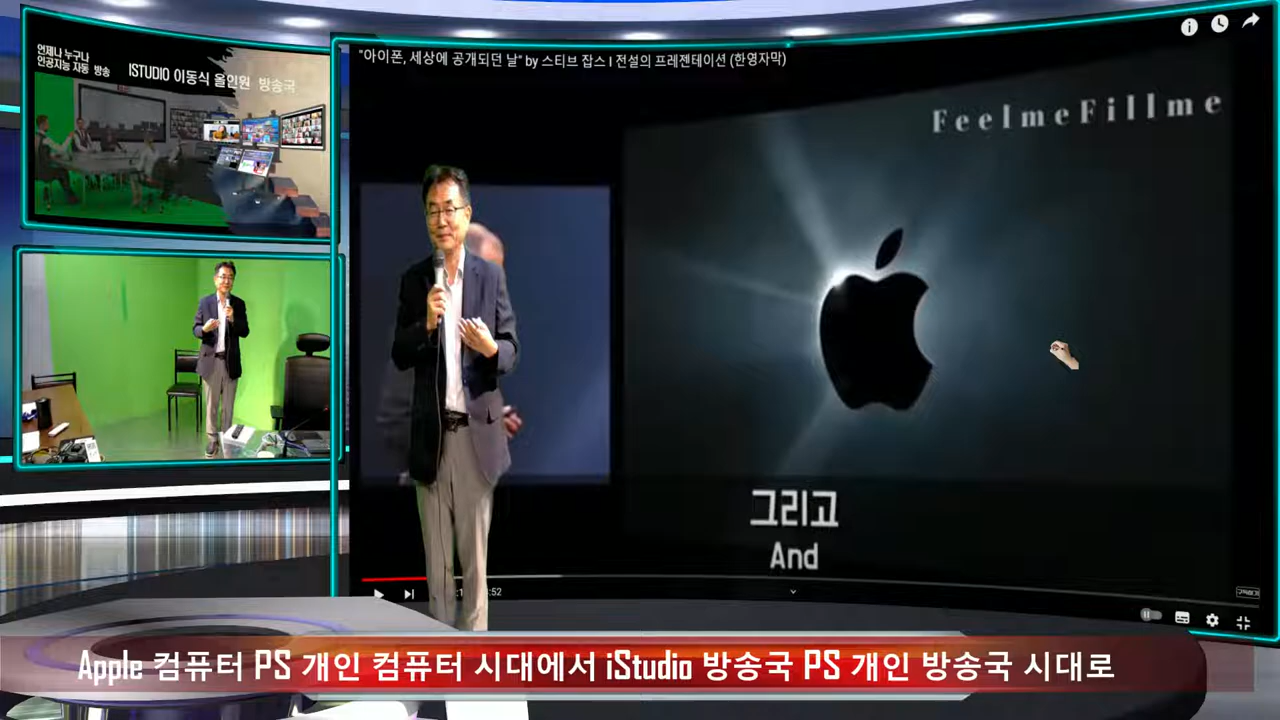 언제나 누구나
인공지능 자동 방송
ISTUDIO 이동식 올인원 방송국
"아이폰, 세상에 공개되던 날" by 스티브 잡스 I 전설의 프레젠테이션 (한영자막)
FeelmeFillme
그리고
And
:52
Apple 컴퓨터 PS 개인 컴퓨터 시대에서 iStudio 방송국 PS 개인 방송국 시대로